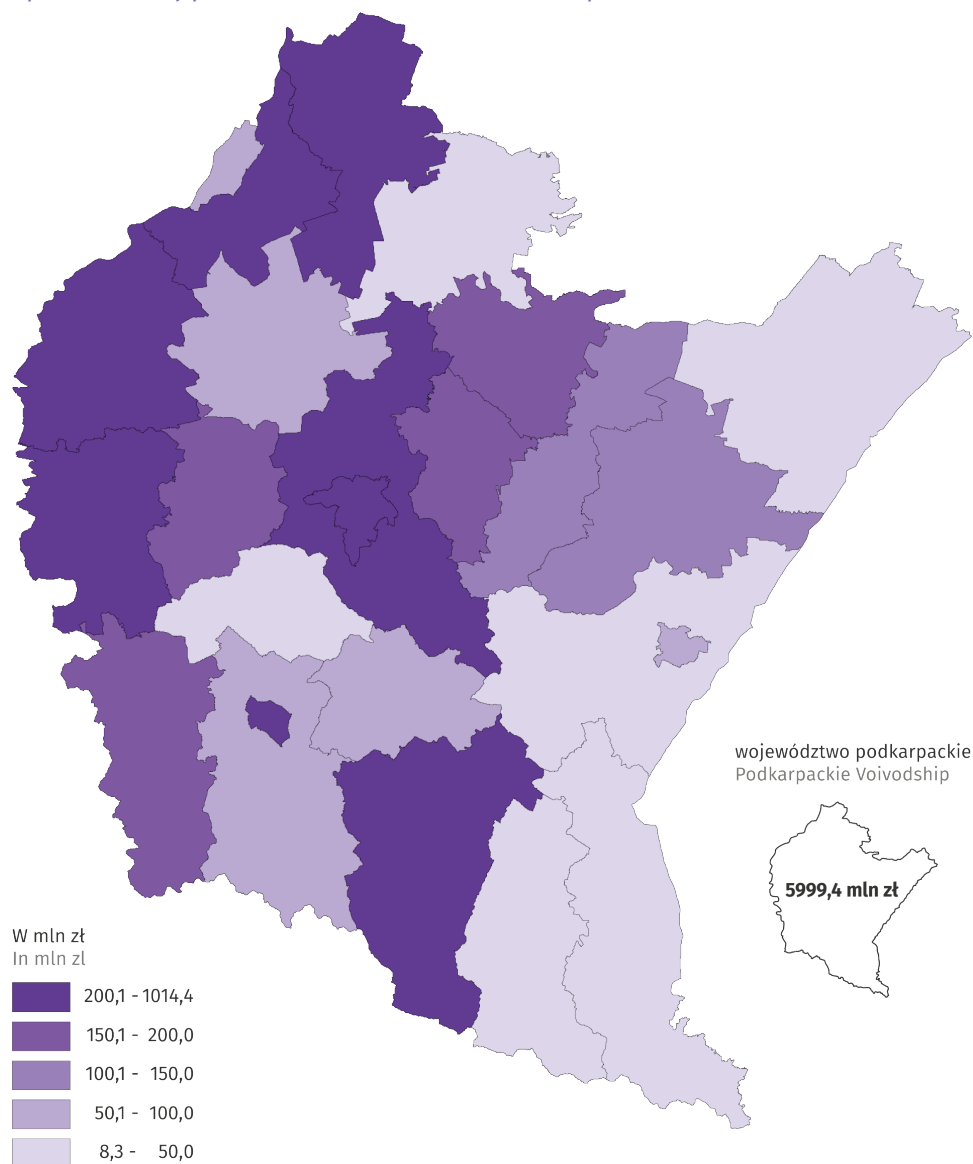 województwo podkarpackie
Podkarpackie Voivodship
5999,4 mln zł
W mln zł
In mln zl
200,1 - 1014,4
150,1 - 200,0
100,1 - 150,0
50,1 - 100,0
8,3 - 50,0